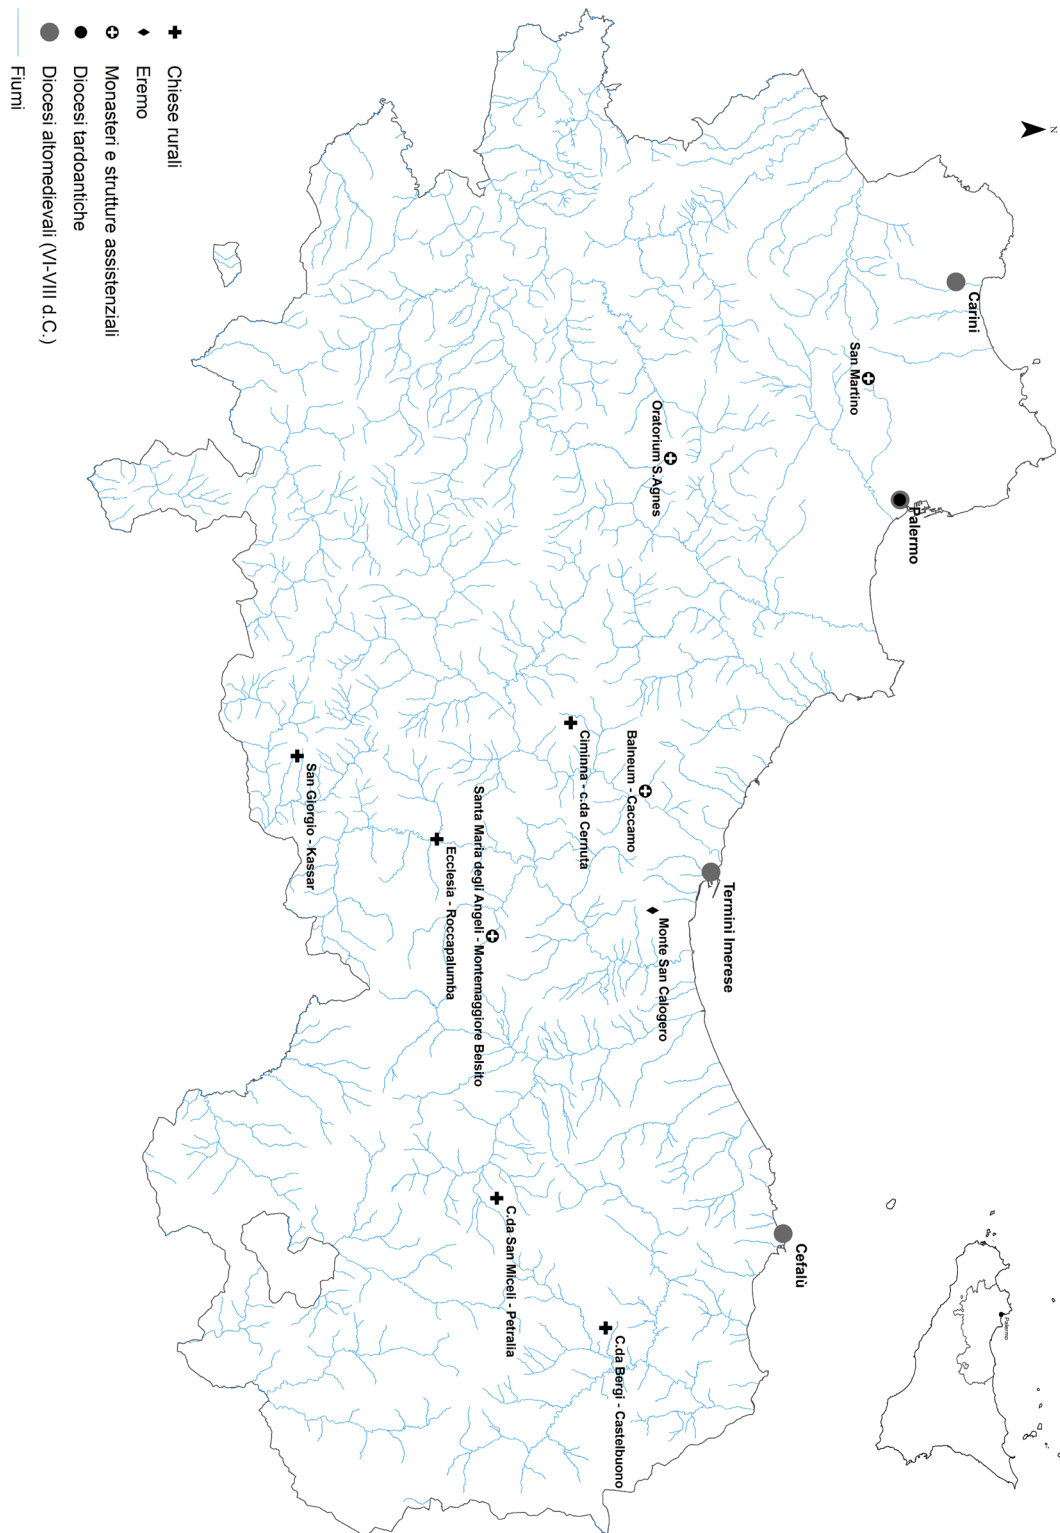 N
Carini
San Martino
Palermo
Oratorium S.Agnes
Termini Imerese
Balneum - Caccamo
Ciminna - c.da Cernuta
Monte San Calogero
Cefalù
Santa Maria degli Angeli - Montemaggiore Belsito
Ecclesia - Roccapalumba
San Giorgio - Kassar
C.da San Miceli - Petralia
C.da Bergi - Castelbuono
Palermo
Chiese rurali
Eremo
Monasteri e strutture assistenziali
Diocesi tardoantiche
Diocesi altomedievali (VI-VIII d.C.)
Fiumi